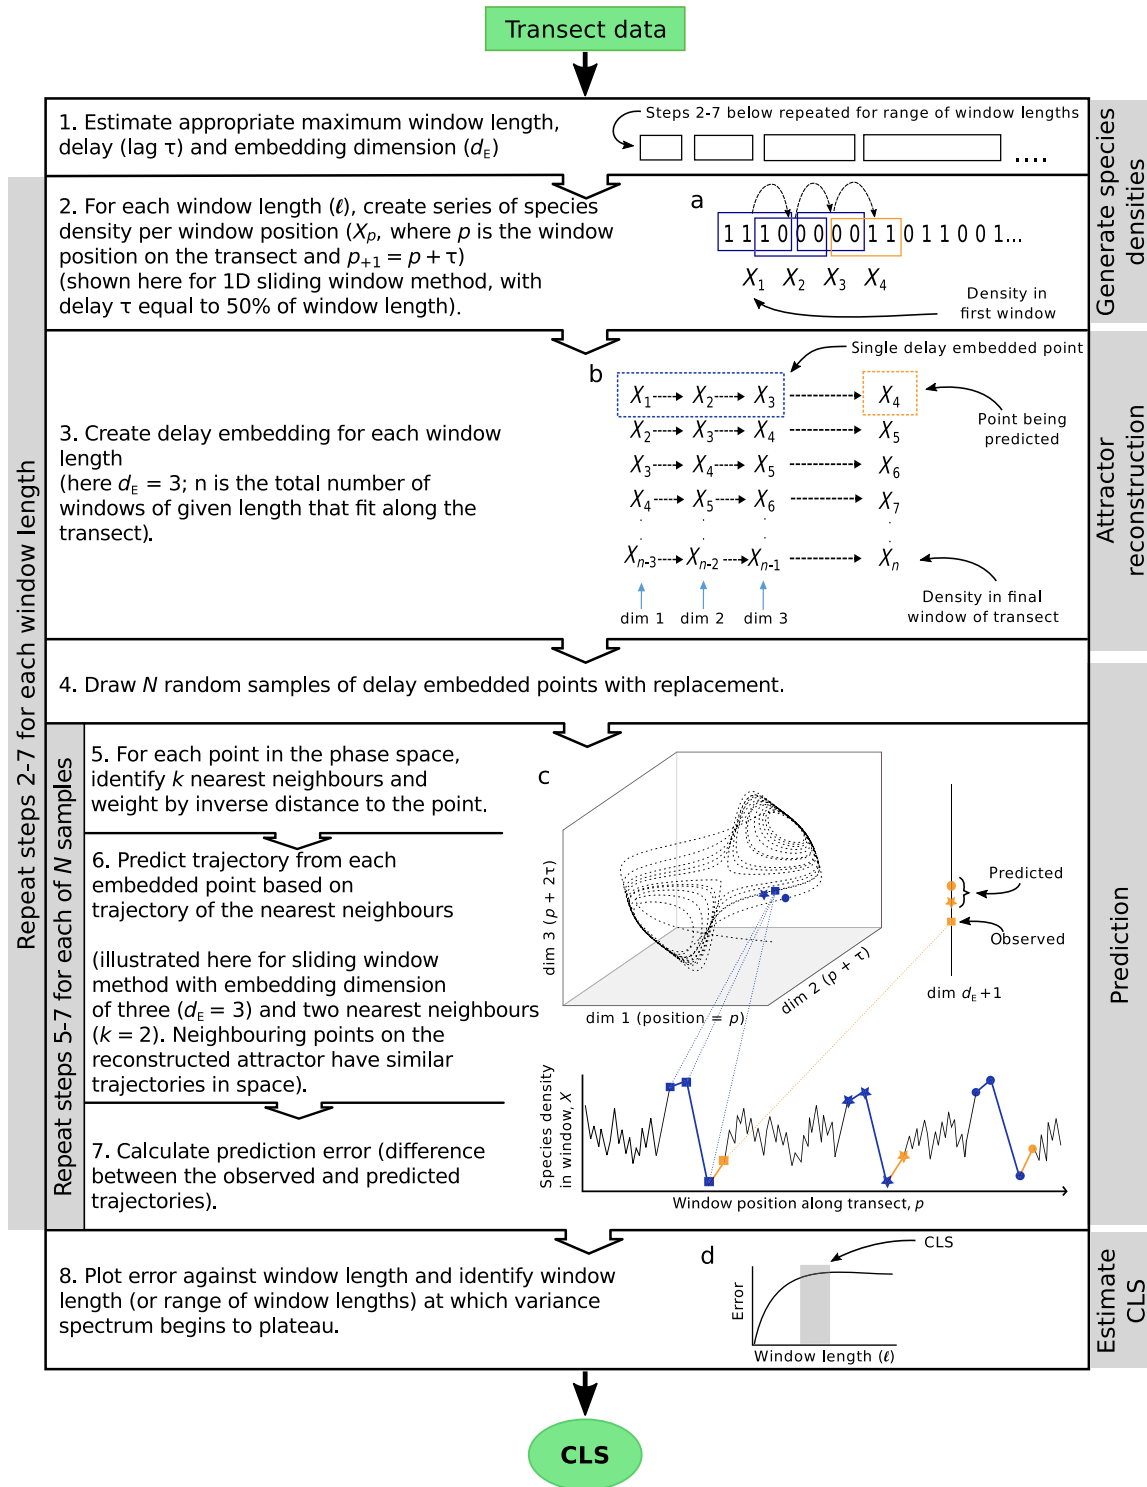 Transect data
1. Estimate appropriate maximum window length,
delay (lag τ) and embedding dimension (dE)
Steps 2-7 below repeated for range of window lengths
....
Generate species
densities
Repeat steps 2-7 for each window length
2. For each window length (ℓ), create series of species
density per window position (Xp, where p is the window
position on the transect and p+1 = p + τ)
(shown here for 1D sliding window method, with
delay τ equal to 50% of window length).
a
1 1 1 0 0 0 0 0 1 1 0 1 1 0 0 1...
X1 X2 X3 X4
Density in
first window
3. Create delay embedding for each window
length
(here dE = 3; n is the total number of
windows of given length that fit along the
transect).
b
Single delay embedded point
X1 X2 X3 X4
Point being
predicted
X2 X3 X4 X5
X3 X4 X5 X6
X4 X5 X6 X7
Xn-3 Xn-2 Xn-1 Xn
Density in final
window of transect
dim 1 dim 2 dim 3
Attractor
reconstruction
4. Draw N random samples of delay embedded points with replacement.
Repeat steps 5-7 for each of N samples
5. For each point in the phase space,
identify k nearest neighbours and
weight by inverse distance to the point.
6. Predict trajectory from each
embedded point based on
trajectory of the nearest neighbours
(illustrated here for sliding window
method with embedding dimension
of three (dE = 3) and two nearest neighbours
(k = 2). Neighbouring points on the
reconstructed attractor have similar
trajectories in space).
7. Calculate prediction error (difference
between the observed and predicted
trajectories).
c
dim 3 (p + 2τ)
dim 1 (position = p)
dim 2 (p + τ)
Predicted
Observed
dim dE+1
Species density
in window, X
Window position along transect, p
Prediction
8. Plot error against window length and identify window
length (or range of window lengths) at which variance
spectrum begins to plateau.
d
CLS
Error
Window length (ℓ)
Estimate
CLS
CLS